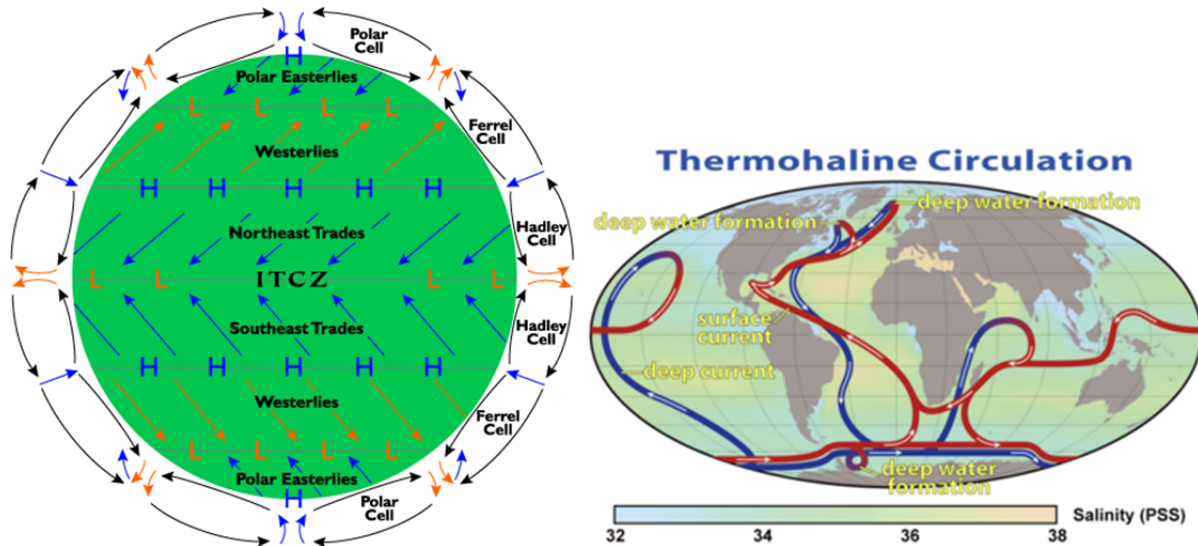 H
Polar
Cell
Polar Easterlies
L L L L
Ferrel
Cell
Westerlies
H H H H H
Northeast Trades
Hadley
Cell
L L ITCZ L L
Southeast Trades
Hadley
Cell
H H H H H
Westerlies
Ferrel
Cell
L L L L
Polar Easterlies
H
Polar
Cell
Thermohaline Circulation
deep water formation
deep water formation
surface
current
deep current
deep water
formation
32 34 36 38 Salinity (PSS)